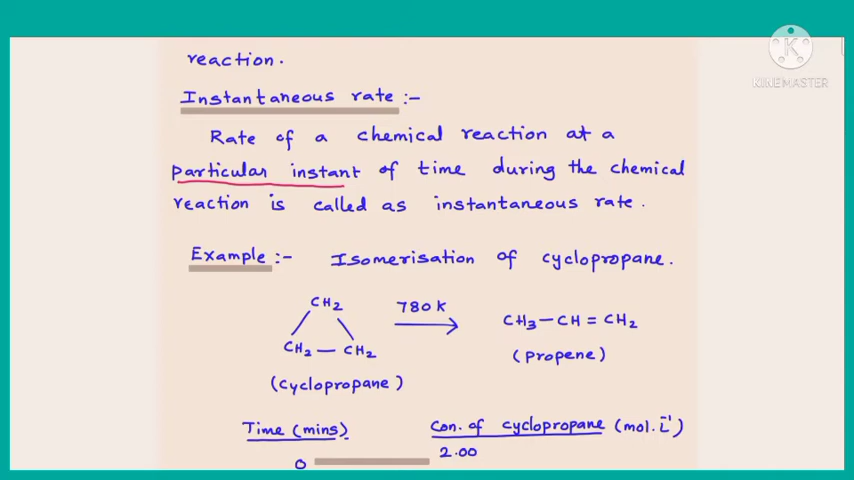 KINEMASTER
reaction.
Instantaneous rate :-
Rate of a chemical reaction at a
particular instant of time during the chemical
reaction is called as instantaneous rate.
Example :- Isomerisation of cyclopropane.
CH₂ 780K
CH₃-CH=CH₂
CH₂-CH₂
(propene)
(cyclopropane)
Time (mins) Con. of cyclopropane (mol. L⁻¹)
0 2.00